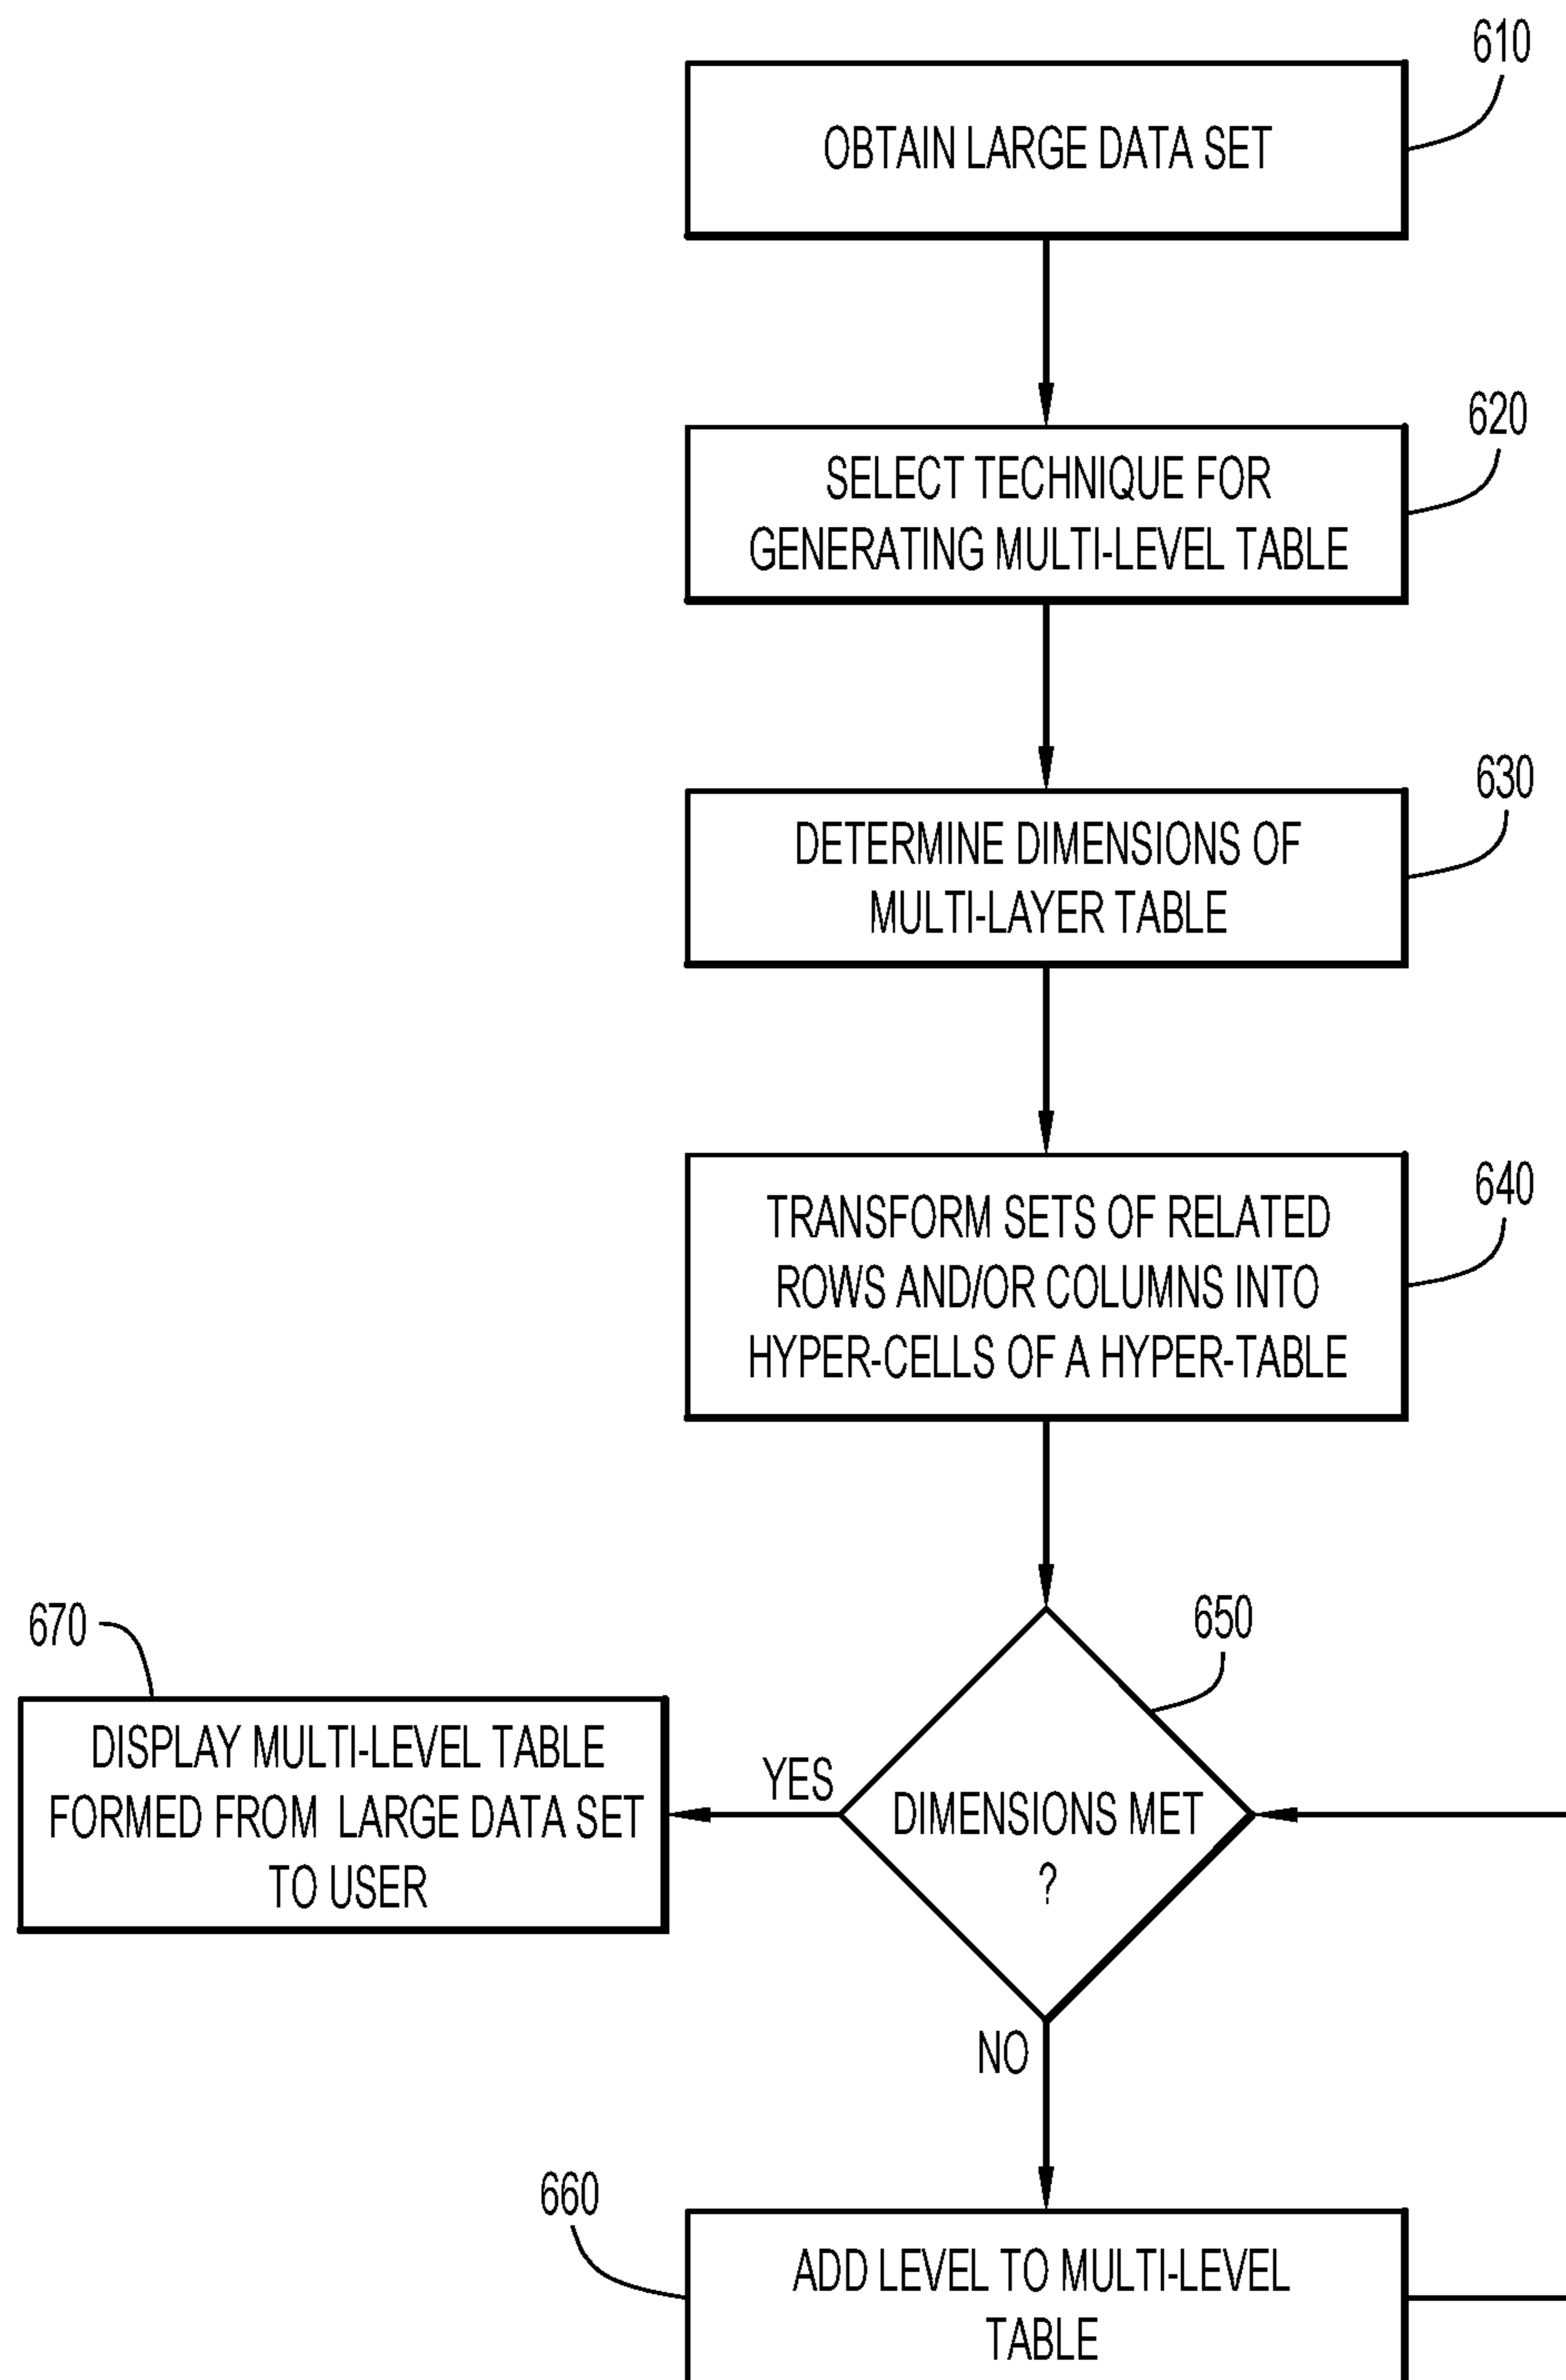 610
OBTAIN LARGE DATA SET
620
SELECT TECHNIQUE FOR
GENERATING MULTI-LEVEL TABLE
630
DETERMINE DIMENSIONS OF
MULTI-LAYER TABLE
640
TRANSFORM SETS OF RELATED
ROWS AND/OR COLUMNS INTO
HYPER-CELLS OF A HYPER-TABLE
650
DIMENSIONS MET
?
YES
670
DISPLAY MULTI-LEVEL TABLE
FORMED FROM LARGE DATA SET
TO USER
NO
660
ADD LEVEL TO MULTI-LEVEL
TABLE